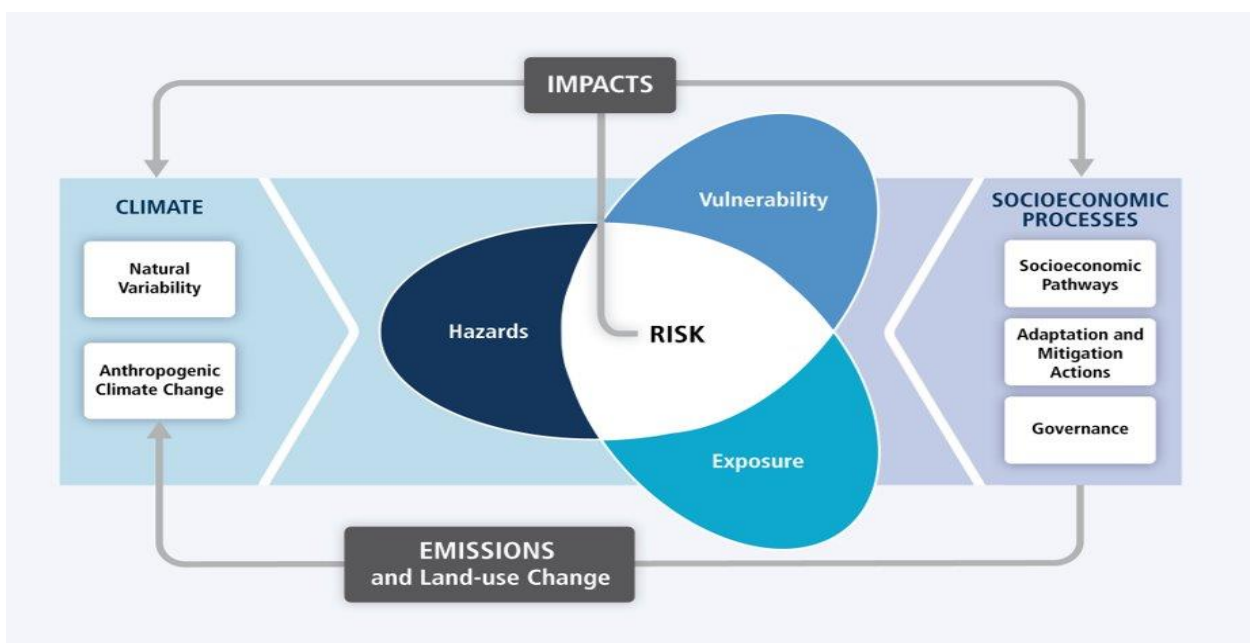 IMPACTS
CLIMATE
Natural
Variability
Anthropogenic
Climate Change
Hazards
Vulnerability
RISK
Exposure
SOCIOECONOMIC
PROCESSES
Socioeconomic
Pathways
Adaptation and
Mitigation
Actions
Governance
EMISSIONS
and Land-use Change